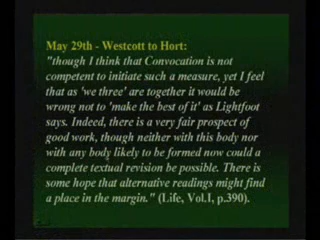 May 29th - Westcott to Hort:
"though I think that Convocation is not
competent to initiate such a measure, yet I feel
that as 'we three' are together it would be
wrong not to 'make the best of it' as Lightfoot
says. Indeed, there is a very fair prospect of
good work, though neither with this body nor
with any body likely to be formed now could a
complete textual revision be possible. There is
some hope that alternative readings might find
a place in the margin." (Life, Vol.I, p.390).